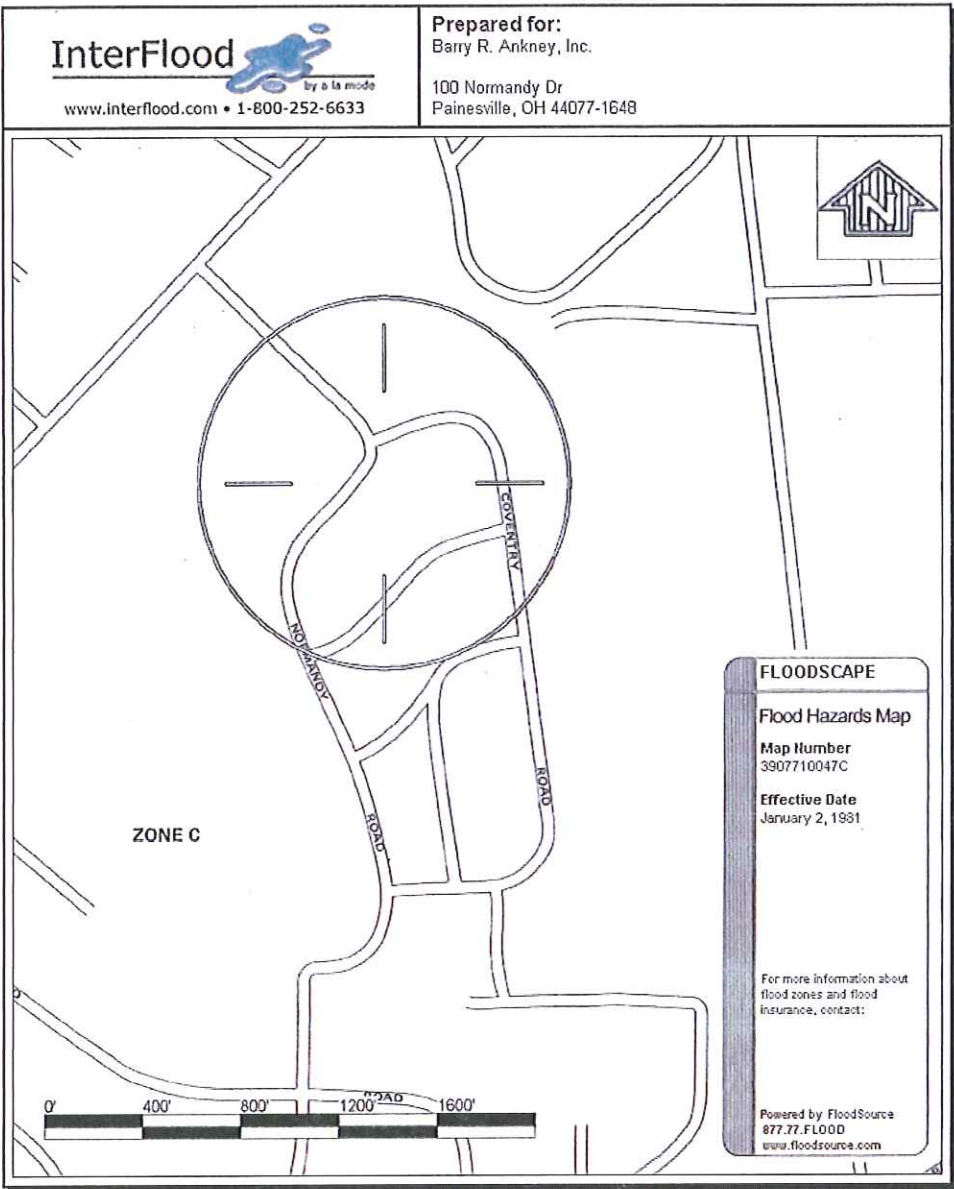 InterFlood
by a la mode
www.interflood.com • 1-800-252-6633
Prepared for:
Barry R. Ankney, Inc.
100 Normandy Dr
Painesville, OH 44077-1648
N
COVENTRY
NORMANDY
ROAD
ROAD
ZONE C
ROAD
0' 400' 800' 1200' 1600'
FLOODSCAPE
Flood Hazards Map
Map Number
3907710047C
Effective Date
January 2, 1981
For more information about
flood zones and flood
insurance, contact:
Powered by FloodSource
877.77.FLOOD
www.floodsource.com